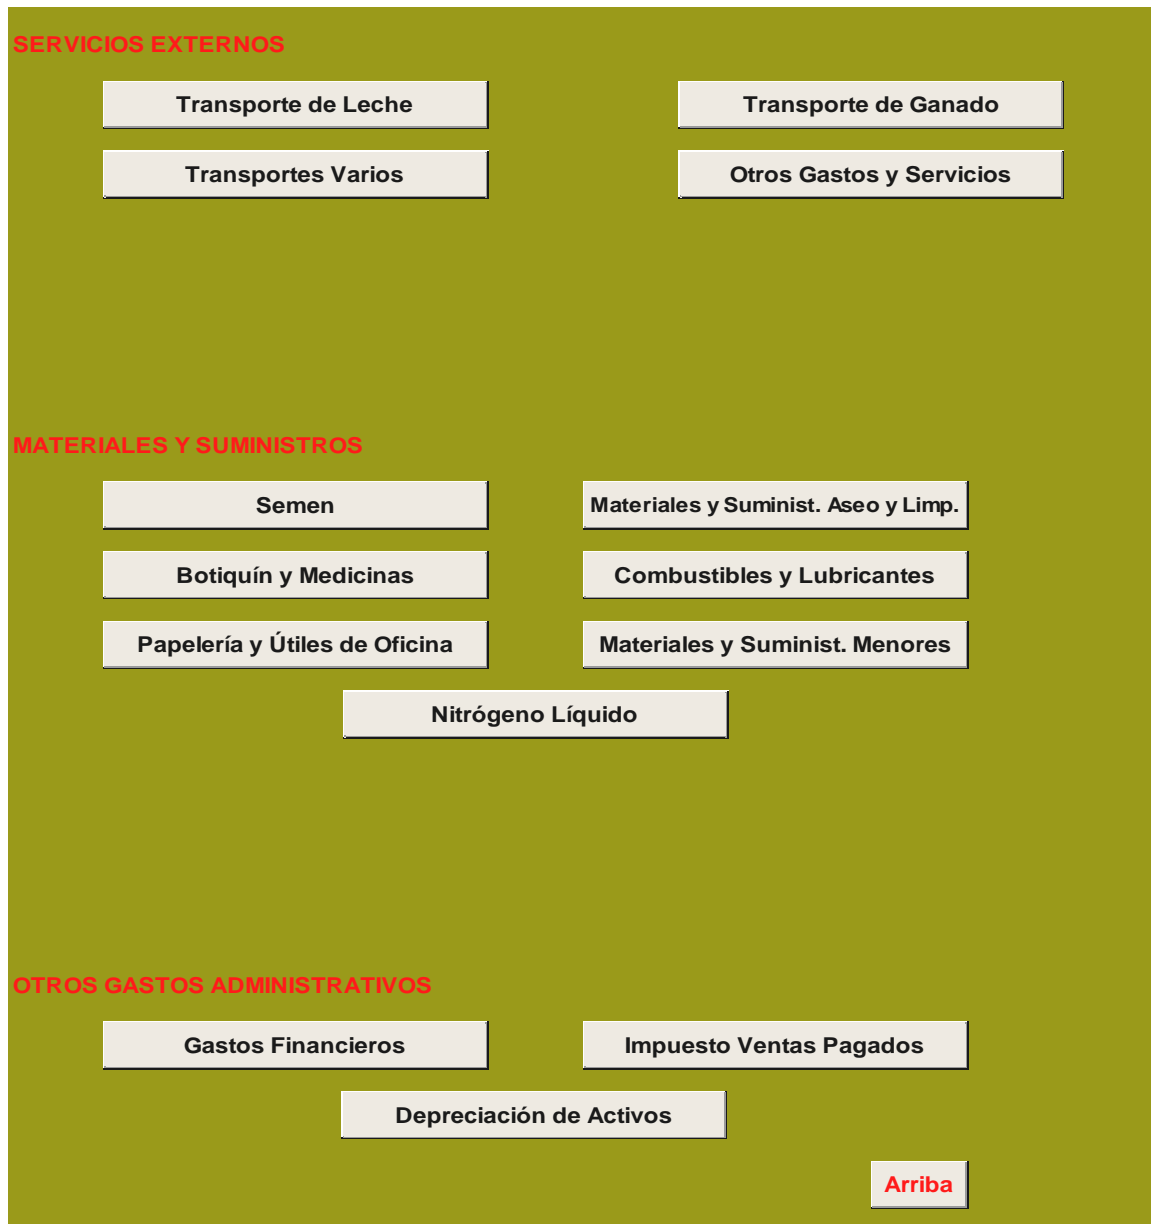 SERVICIOS EXTERNOS
Transporte de Leche
Transporte de Ganado
Transportes Varios
Otros Gastos y Servicios
MATERIALES Y SUMINISTROS
Semen
Materiales y Suminist. Aseo y Limp.
Botiquín y Medicinas
Combustibles y Lubricantes
Papelería y Útiles de Oficina
Materiales y Suminist. Menores
Nitrógeno Líquido
OTROS GASTOS ADMINISTRATIVOS
Gastos Financieros
Impuesto Ventas Pagados
Depreciación de Activos
Arriba